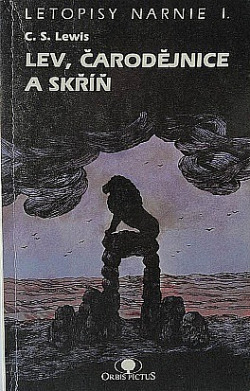 LETOPISY NARNIE I.
C. S. Lewis
LEV, ČARODĚJNICE
A SKŘÍŇ
ORBIS PICTUS